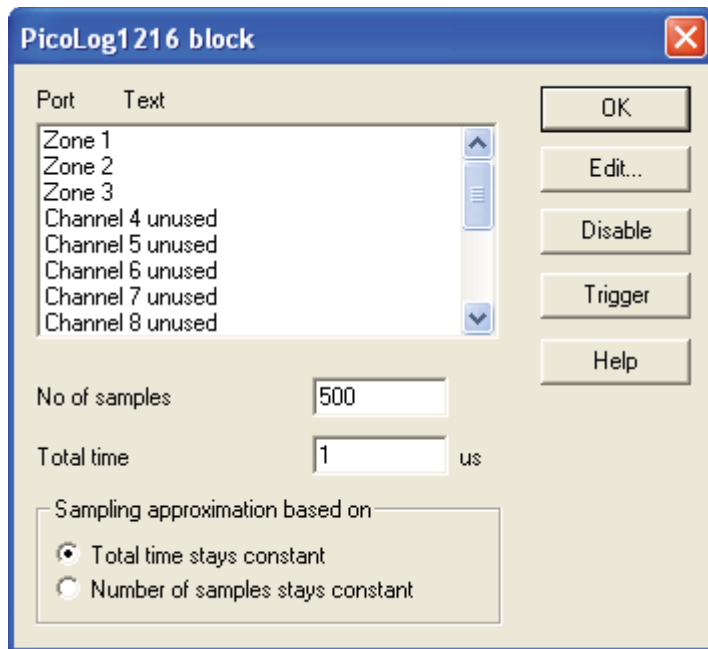 PicoLog1216 block
Port Text
Zone 1
Zone 2
Zone 3
Channel 4 unused
Channel 5 unused
Channel 6 unused
Channel 7 unused
Channel 8 unused
OK
Edit...
Disable
Trigger
Help
No of samples 500
Total time 1 us
Sampling approximation based on
Total time stays constant
Number of samples stays constant